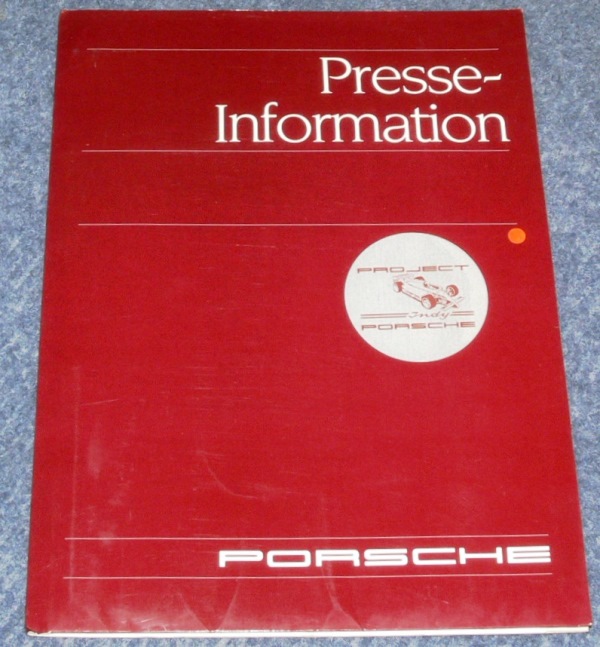 Presse-
Information
PROJECT
Indy
PORSCHE
PORSCHE